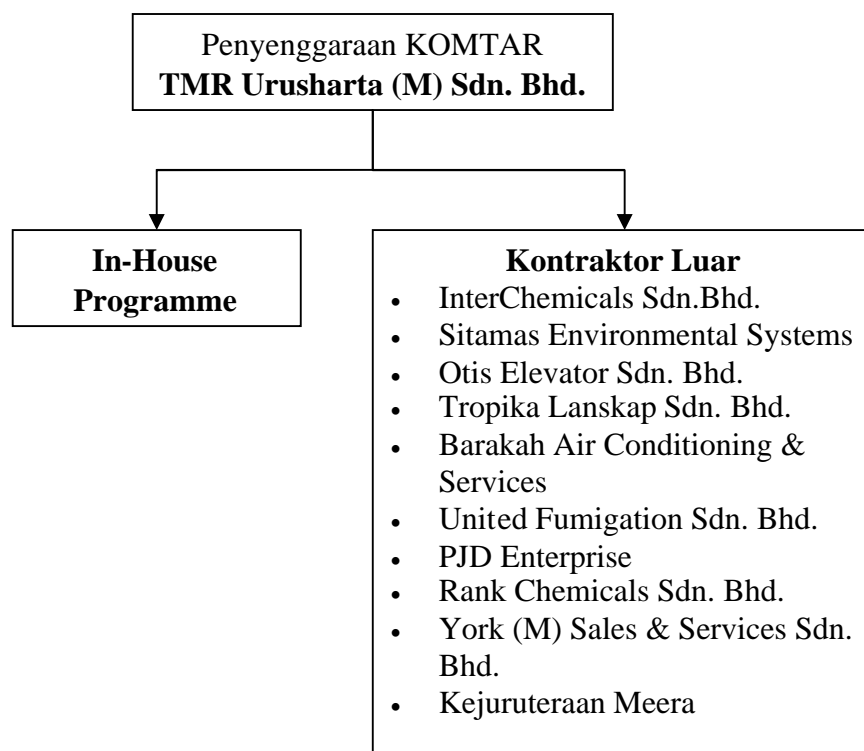 Penyenggaraan KOMTAR
TMR Urusharta (M) Sdn. Bhd.
In-House
Programme
Kontraktor Luar
• InterChemicals Sdn.Bhd.
• Sitamas Environmental Systems
• Otis Elevator Sdn. Bhd.
• Tropika Lanskap Sdn. Bhd.
• Barakah Air Conditioning &
Services
• United Fumigation Sdn. Bhd.
• PJD Enterprise
• Rank Chemicals Sdn. Bhd.
• York (M) Sales & Services Sdn.
Bhd.
• Kejuruteraan Meera